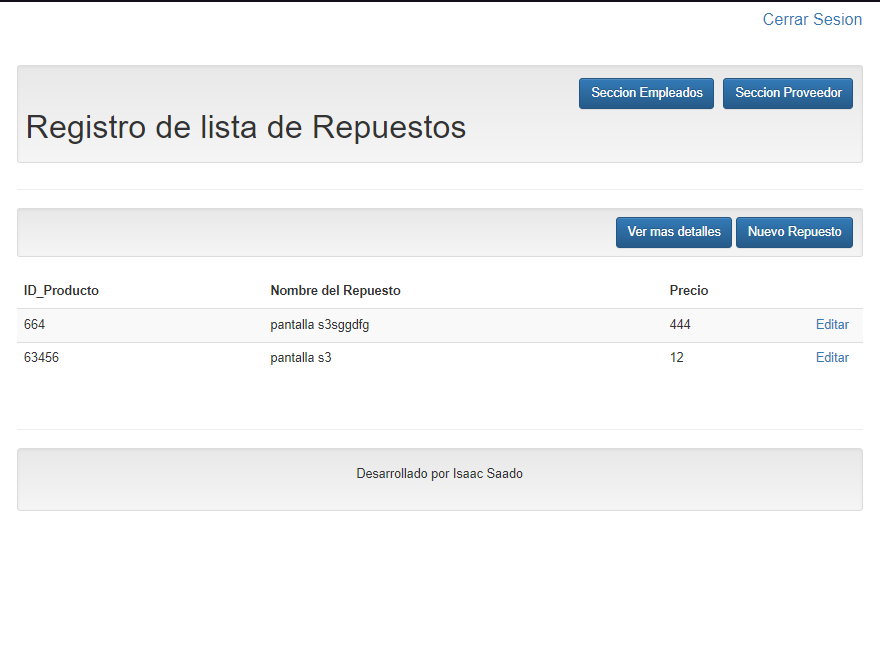 Cerrar Sesion
Seccion Empleados Seccion Proveedor
Registro de lista de Repuestos
Ver mas detalles Nuevo Repuesto
ID_Producto Nombre del Repuesto Precio
664 pantalla s3sggdfg 444 Editar
63456 pantalla s3 12 Editar
Desarrollado por Isaac Saado